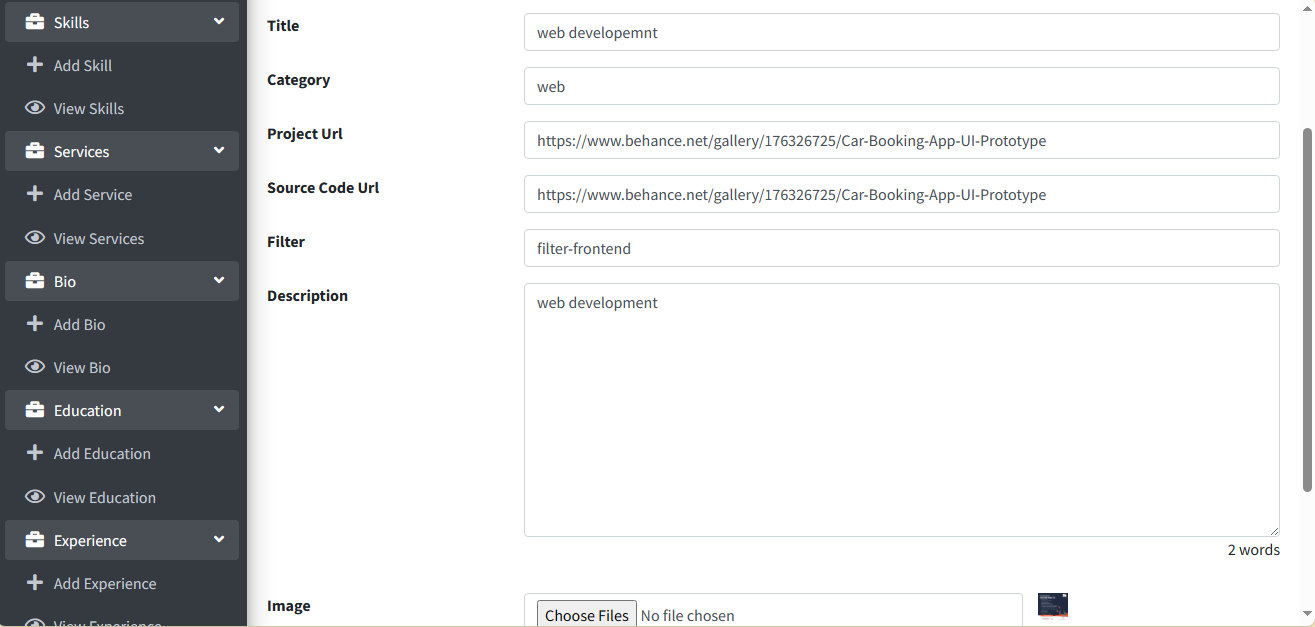 Skills
Add Skill
View Skills
Services
Add Service
View Services
Bio
Add Bio
View Bio
Education
Add Education
View Education
Experience
Add Experience
View Experience
Title
web developemnt
Category
web
Project Url
https://www.behance.net/gallery/176326725/Car-Booking-App-UI-Prototype
Source Code Url
https://www.behance.net/gallery/176326725/Car-Booking-App-UI-Prototype
Filter
filter-frontend
Description
web development
2 words
Image
Choose Files No file chosen